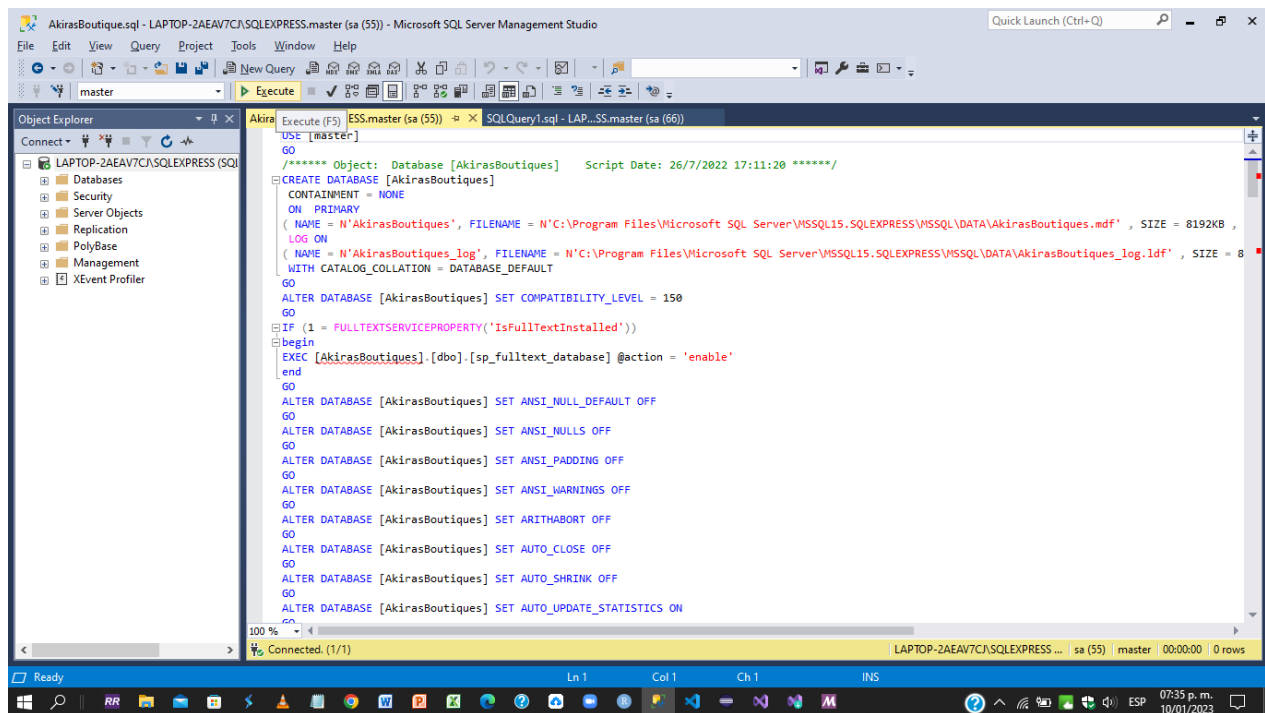 AkirasBoutique.sql - LAPTOP-2AEAV7CJ\SQLEXPRESS.master (sa (55)) - Microsoft SQL Server Management Studio
Quick Launch (Ctrl+Q)
File Edit View Query Project Tools Window Help
New Query
master
Execute
Object Explorer
Akira
ESS.master (sa (55))
SQLQuery1.sql - LAP...SS.master (sa (66))
Execute (F5)
Connect
LAPTOP-2AEAV7CJ\SQLEXPRESS (SQL
Databases
Security
Server Objects
Replication
PolyBase
Management
XEvent Profiler
USE [master]
GO
/****** Object:  Database [AkirasBoutiques]    Script Date: 26/7/2022 17:11:20 ******/
CREATE DATABASE [AkirasBoutiques]
CONTAINMENT = NONE
ON  PRIMARY
( NAME = N'AkirasBoutiques', FILENAME = N'C:\Program Files\Microsoft SQL Server\MSSQL15.SQLEXPRESS\MSSQL\DATA\AkirasBoutiques.mdf' , SIZE = 8192KB ,
LOG ON
( NAME = N'AkirasBoutiques_log', FILENAME = N'C:\Program Files\Microsoft SQL Server\MSSQL15.SQLEXPRESS\MSSQL\DATA\AkirasBoutiques_log.ldf' , SIZE = 8
WITH CATALOG_COLLATION = DATABASE_DEFAULT
GO
ALTER DATABASE [AkirasBoutiques] SET COMPATIBILITY_LEVEL = 150
GO
IF (1 = FULLTEXTSERVICEPROPERTY('IsFullTextInstalled'))
begin
EXEC [AkirasBoutiques].[dbo].[sp_fulltext_database] @action = 'enable'
end
GO
ALTER DATABASE [AkirasBoutiques] SET ANSI_NULL_DEFAULT OFF
GO
ALTER DATABASE [AkirasBoutiques] SET ANSI_NULLS OFF
GO
ALTER DATABASE [AkirasBoutiques] SET ANSI_PADDING OFF
GO
ALTER DATABASE [AkirasBoutiques] SET ANSI_WARNINGS OFF
GO
ALTER DATABASE [AkirasBoutiques] SET ARITHABORT OFF
GO
ALTER DATABASE [AkirasBoutiques] SET AUTO_CLOSE OFF
GO
ALTER DATABASE [AkirasBoutiques] SET AUTO_SHRINK OFF
GO
ALTER DATABASE [AkirasBoutiques] SET AUTO_UPDATE_STATISTICS ON
GO
100 %
Connected. (1/1)
LAPTOP-2AEAV7CJ\SQLEXPRESS ... sa (55) master 00:00:00 0 rows
Ready
Ln 1 Col 1 Ch 1 INS
RR
ESP
07:35 p. m.
10/01/2023